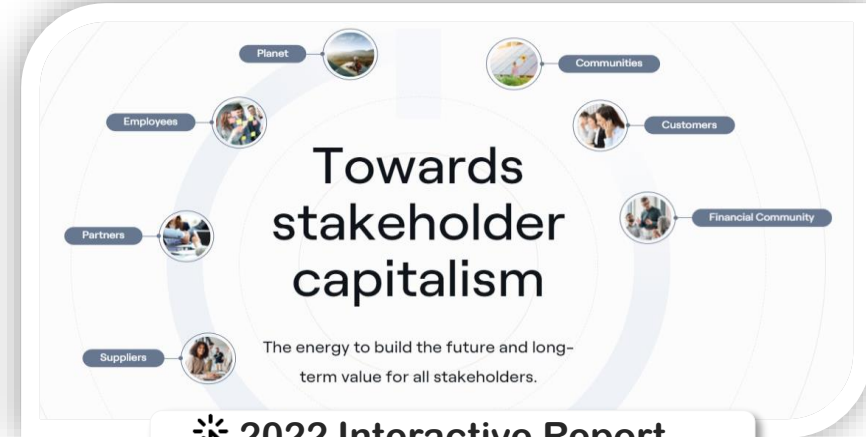 Planet
Communities
Employees
Customers
Towards
stakeholder
capitalism
Partners
Financial Community
Suppliers
The energy to build the future and long-
term value for all stakeholders.
2022 Interactive Report